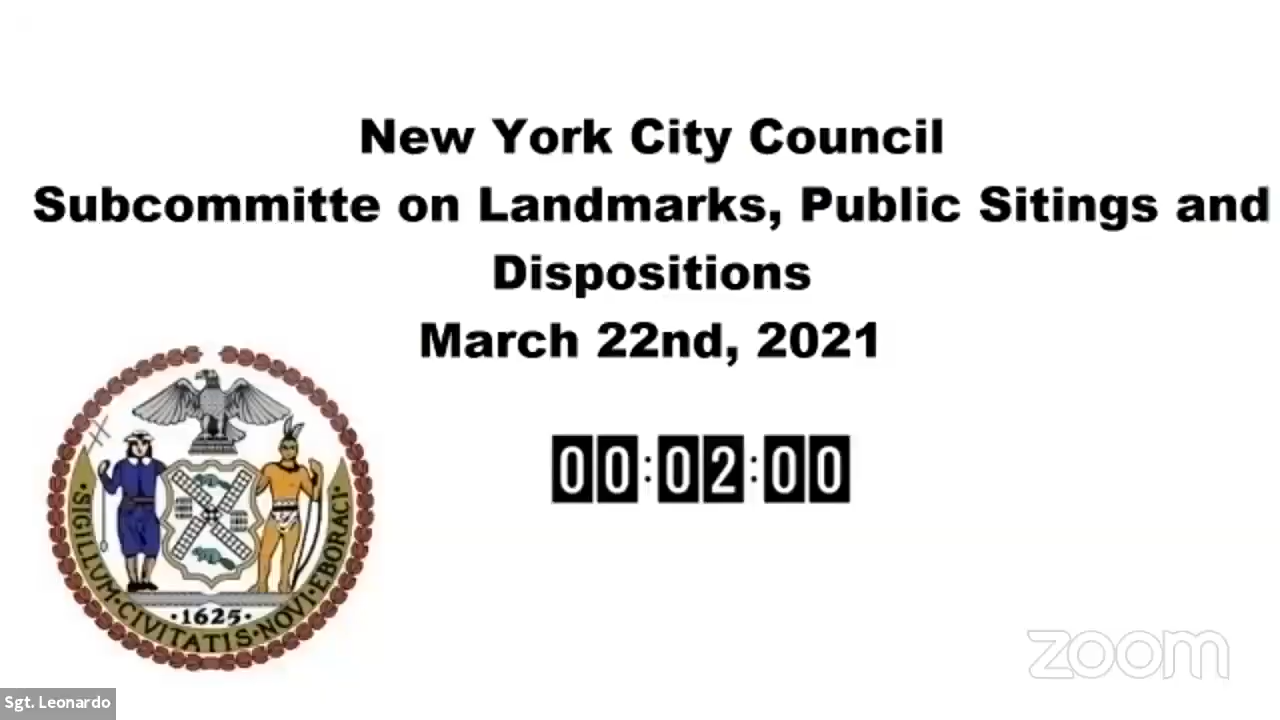 New York City Council
Subcommitte on Landmarks, Public Sitings and
Dispositions
March 22nd, 2021
00:02:00
·SIGILLUM·CIVITATIS·NOVI·EBORACI·
·1625·
zoom
Sgt. Leonardo